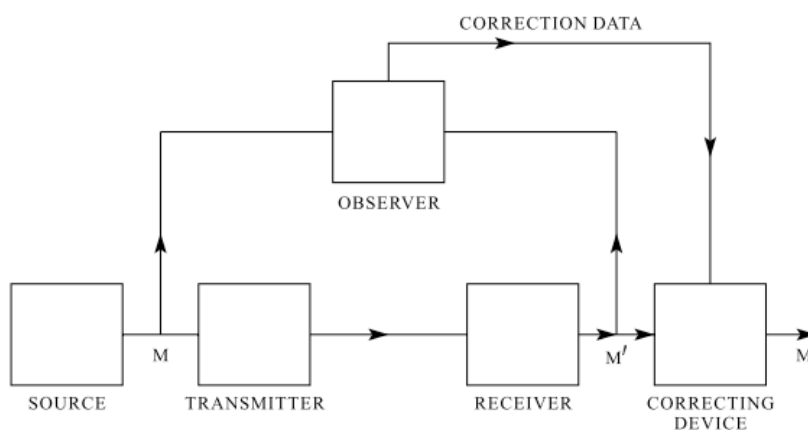 CORRECTION DATA
OBSERVER
M
M′
M
SOURCE
TRANSMITTER
RECEIVER
CORRECTING
DEVICE